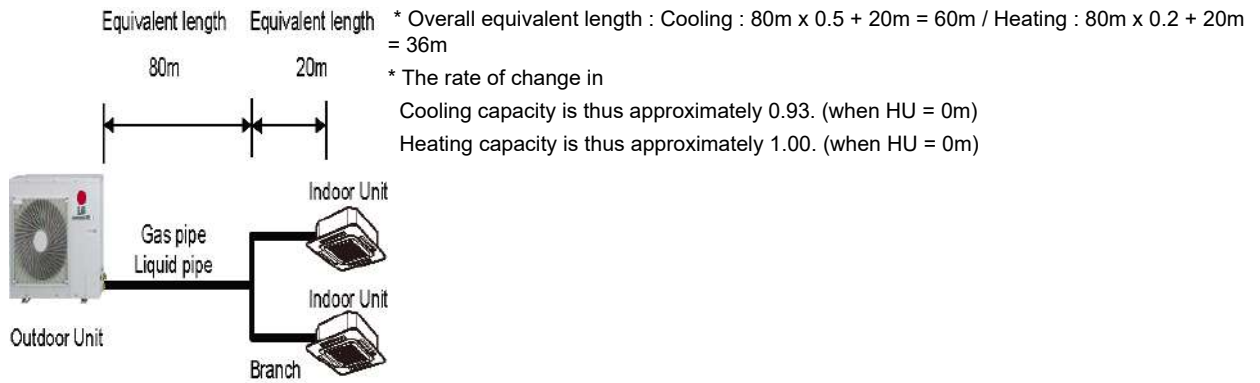 Equivalent length Equivalent length
80m 20m
* Overall equivalent length : Cooling : 80m x 0.5 + 20m = 60m / Heating : 80m x 0.2 + 20m
= 36m
* The rate of change in
Cooling capacity is thus approximately 0.93. (when HU = 0m)
Heating capacity is thus approximately 1.00. (when HU = 0m)
Indoor Unit
Gas pipe
Liquid pipe
Indoor Unit
Outdoor Unit
Branch